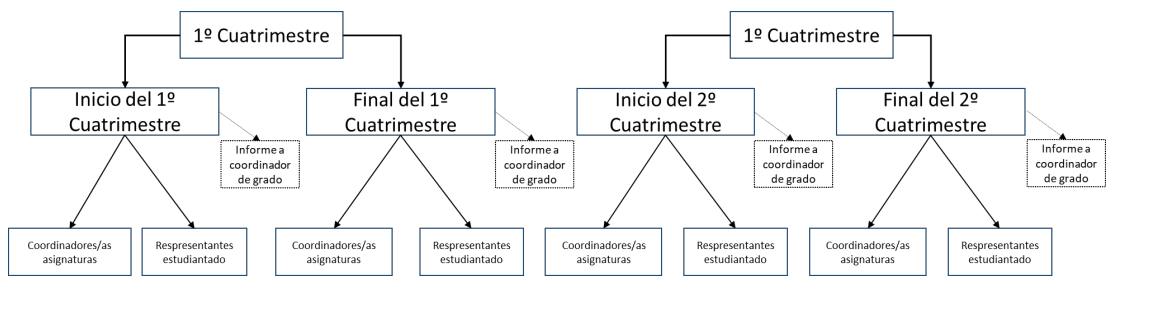 1º Cuatrimestre
1º Cuatrimestre
Inicio del 1º
Cuatrimestre
Final del 1º
Cuatrimestre
Inicio del 2º
Cuatrimestre
Final del 2º
Cuatrimestre
Informe a
coordinador
de grado
Informe a
coordinador
de grado
Informe a
coordinador
de grado
Informe a
coordinador
de grado
Coordinadores/as
asignaturas
Respresentantes
estudiantado
Coordinadores/as
asignaturas
Respresentantes
estudiantado
Coordinadores/as
asignaturas
Respresentantes
estudiantado
Coordinadores/as
asignaturas
Respresentantes
estudiantado